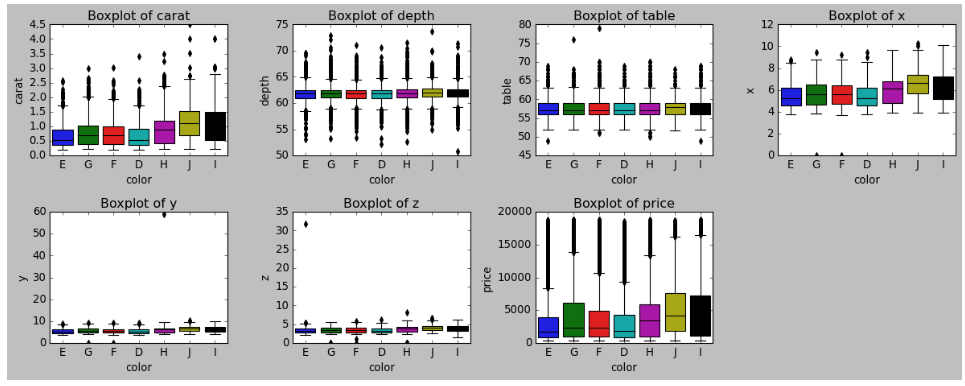 Boxplot of carat
4.5
4.0
3.5
3.0
2.5
2.0
1.5
1.0
0.5
0.0
carat
E G F D H J I
color
Boxplot of depth
75
70
65
60
55
50
depth
E G F D H J I
color
Boxplot of table
80
75
70
65
60
55
50
45
table
E G F D H J I
color
Boxplot of x
12
10
8
6
4
2
0
x
E G F D H J I
color
Boxplot of y
60
50
40
30
20
10
0
y
E G F D H J I
color
Boxplot of z
35
30
25
20
15
10
5
0
z
E G F D H J I
color
Boxplot of price
20000
15000
10000
5000
0
price
E G F D H J I
color